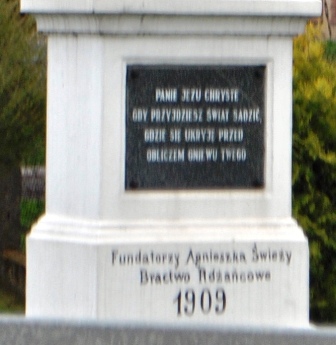 PANIE JEZU CHRYSTE
GDY PRZYJDZIESZ ŚWIAT SĄDZIĆ,
GDZIE SIĘ UKRYJĘ PRZED
OBLICZEM GNIEWU TWEGO
Fundatorzy Agnieszka Świeży
Bractwo Rdzańcowe
1909